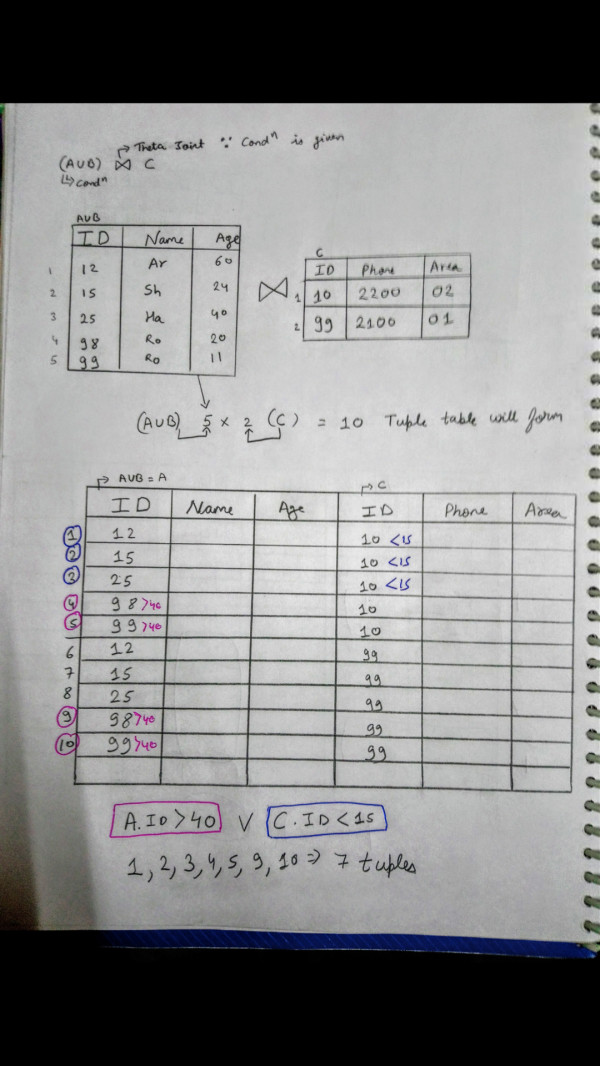 Theta Joint ∵ Condⁿ is given
(AUB) ⋈ C
Condⁿ
AUB
ID Name Age
1 12 Ar 60
2 15 Sh 24
3 25 Ha 40
4 98 Ro 20
5 99 Ro 11
⋈
C
ID Phone Area
1 10 2200 02
2 99 2100 01
(AUB) 5 × 2 (C) = 10 Tuple table will form
AUB = A C
ID Name Age ID Phone Area
1 12 10 <15
2 15 10 <15
3 25 10 <15
4 98 >40 10
5 99 >40 10
6 12 99
7 15 99
8 25 99
9 98 >40 99
10 99 >40 99
A.ID > 40 V C.ID < 15
1, 2, 3, 4, 5, 9, 10 ⇒ 7 tuples